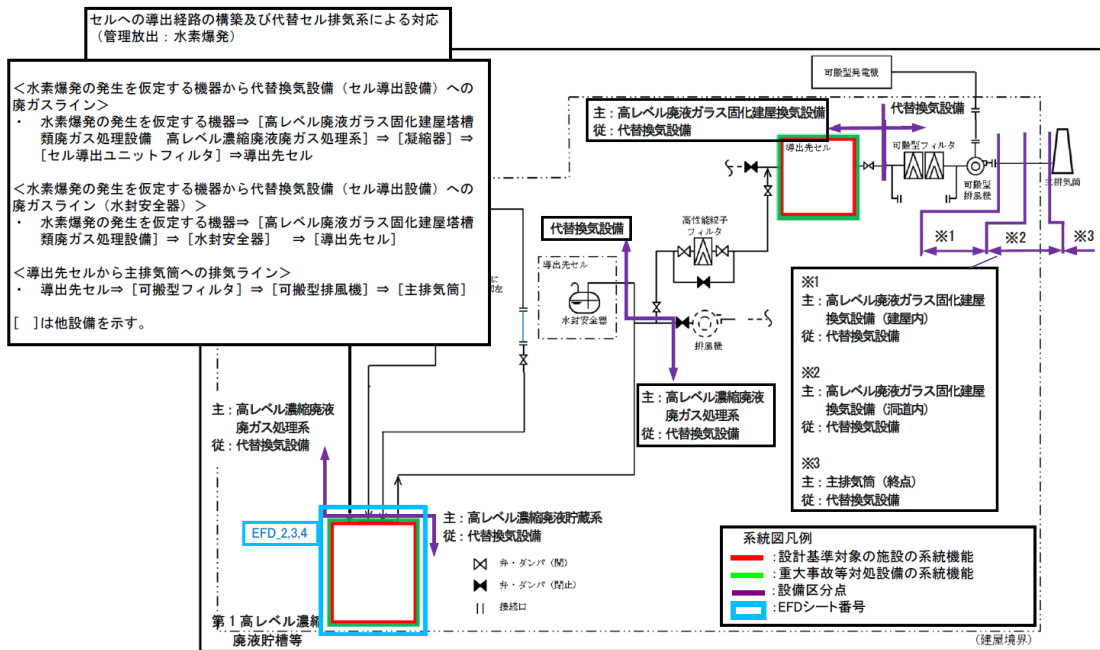 セルへの導出経路の構築及び代替セル排気系による対応
(管理放出：水素爆発)
＜水素爆発の発生を仮定する機器から代替換気設備（セル導出設備）への
廃ガスライン＞
・ 水素爆発の発生を仮定する機器⇒［高レベル廃液ガラス固化建屋塔槽
類廃ガス処理設備　高レベル濃縮廃液廃ガス処理系］⇒［凝縮器］⇒
［セル導出ユニットフィルタ］⇒導出先セル
＜水素爆発の発生を仮定する機器から代替換気設備（セル導出設備）への
廃ガスライン（水封安全器）＞
・ 水素爆発の発生を仮定する機器⇒［高レベル廃液ガラス固化建屋塔槽
類廃ガス処理設備］⇒［水封安全器］　⇒［導出先セル］
＜導出先セルから主排気筒への排気ライン＞
・ 導出先セル⇒［可搬型フィルタ］⇒［可搬型排風機］⇒［主排気筒］
［　］は他設備を示す。
可搬型発電機
主：高レベル廃液ガラス固化建屋換気設備
従：代替換気設備
代替換気設備
導出先セル
可搬型フィルタ
可搬型
排風機
主排気筒
※1
※2
※3
高性能粒子
フィルタ
代替換気設備
導出先セル
水封安全器
排風機
主：高レベル濃縮廃液
廃ガス処理系
従：代替換気設備
※1
主：高レベル廃液ガラス固化建屋
換気設備（建屋内）
従：代替換気設備
※2
主：高レベル廃液ガラス固化建屋
換気設備（洞道内）
従：代替換気設備
※3
主：主排気筒（終点）
従：代替換気設備
主：高レベル濃縮廃液
廃ガス処理系
従：代替換気設備
EFD_2,3,4
主：高レベル濃縮廃液貯蔵系
従：代替換気設備
弁・ダンパ（開）
弁・ダンパ（閉止）
接続口
第１高レベル濃縮
廃液貯槽等
系統図凡例
：設計基準対象の施設の系統機能
：重大事故等対処設備の系統機能
：設備区分点
：EFDシート番号
（建屋境界）